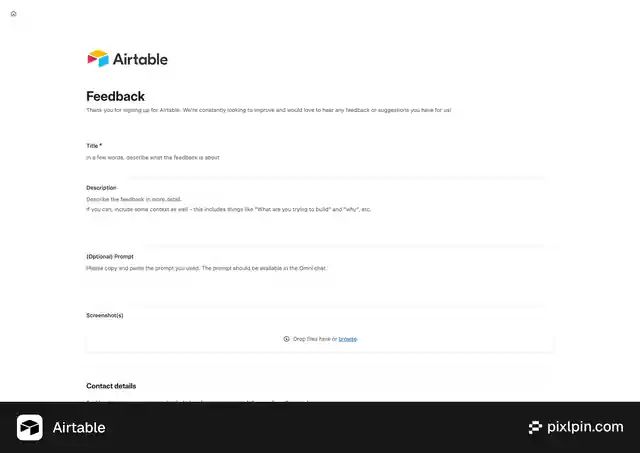 Airtable
Feedback
Thank you for signing up for Airtable. We're constantly looking to improve and would love to hear any feedback or suggestions you have for us!
Title *
In a few words, describe what the feedback is about
Description
Describe the feedback in more detail.
If you can, include some context as well - this includes things like "What are you trying to build" and "why", etc.
(Optional) Prompt
Please copy and paste the prompt you used. The prompt should be available in the Omni chat.
Screenshot(s)
Drop files here or browse
Contact details
Airtable
pixlpin.com